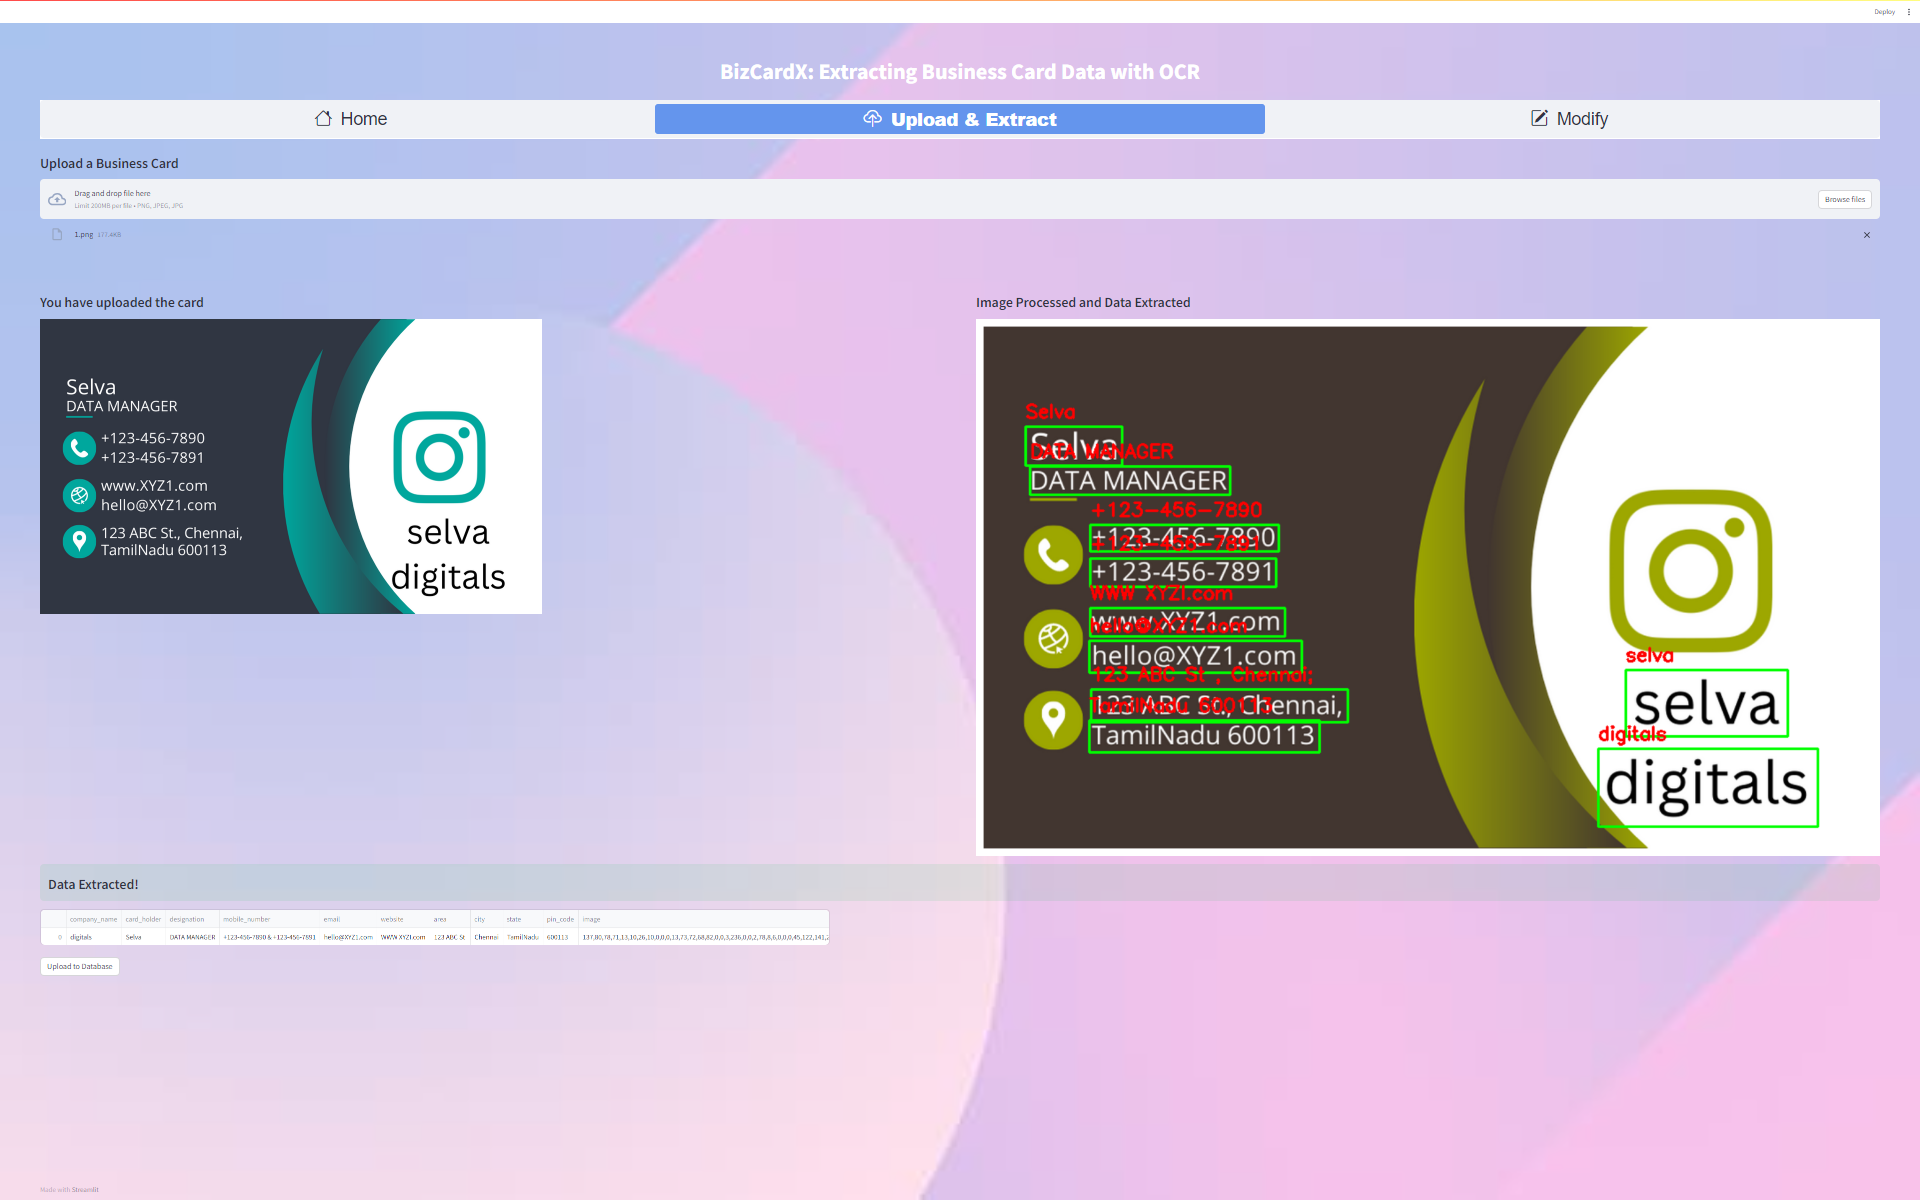 Deploy
BizCardX: Extracting Business Card Data with OCR
Home
Upload & Extract
Modify
Upload a Business Card
Drag and drop file here
Limit 200MB per file • PNG, JPEG, JPG
Browse files
1.png 177.4KB
You have uploaded the card
Selva
DATA MANAGER
+123-456-7890
+123-456-7891
www.XYZ1.com
hello@XYZ1.com
123 ABC St., Chennai,
TamilNadu 600113
selva
digitals
Image Processed and Data Extracted
Selva
Selva
DATA MANAGER
DATA MANAGER
+123-456-7890
+123-456-7890
+123-456-7891
+123-456-7891
WWW XYZ1.com
www.XYZ1.com
hello@XYZ1.com
hello@XYZ1.com
123 ABC St , Chennai;
123 ABC St., Chennai,
TamilNadu 600113
TamilNadu 600113
selva
selva
digitals
digitals
Data Extracted!
company_name card_holder designation mobile_number email website area city state pin_code image
0 digitals Selva DATA MANAGER +123-456-7890 & +123-456-7891 hello@XYZ1.com WWW.XYZ1.com 123 ABC St Chennai TamilNadu 600113 137,80,78,71,13,10,26,10,0,0,0,13,73,72,68,82,0,0,3,236,0,0,2,78,8,6,0,0,0,45,122,141,
Upload to Database
Made with Streamlit